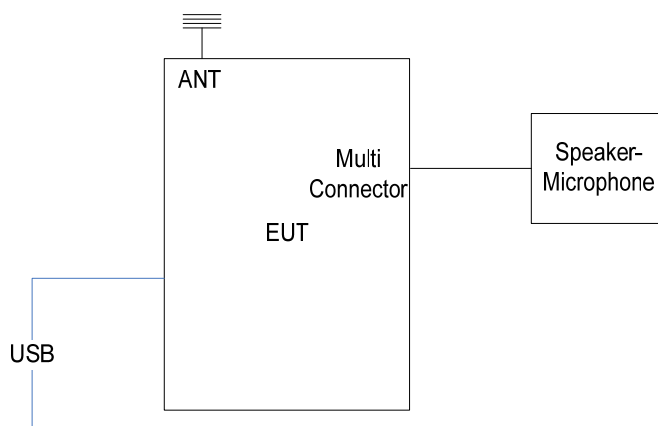 ANT
Multi
Connector
Speaker-
Microphone
EUT
USB